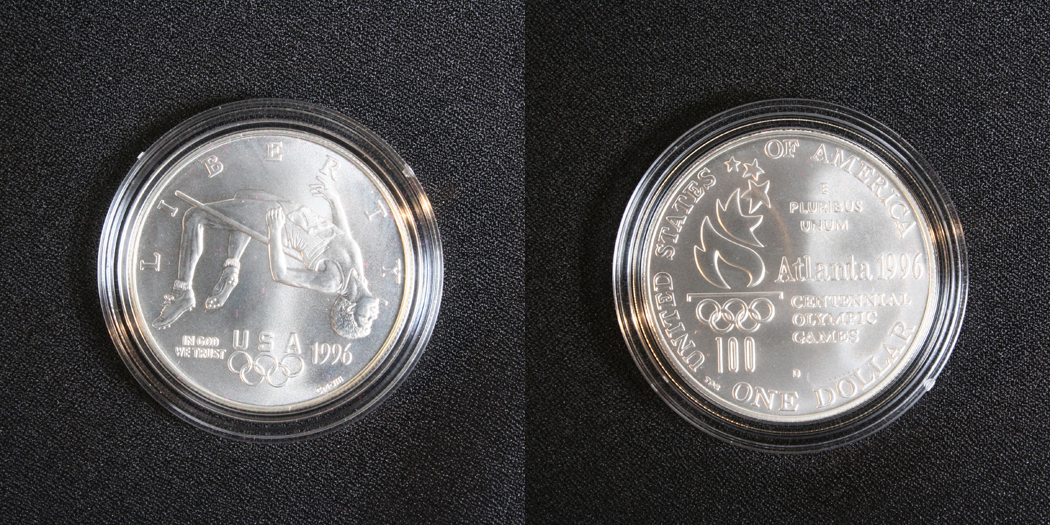 LIBERTY
IN GOD
WE TRUST
USA
1996
UNITED STATES OF AMERICA
E
PLURIBUS
UNUM
Atlanta 1996
CENTENNIAL
OLYMPIC
GAMES
100
D
ONE DOLLAR